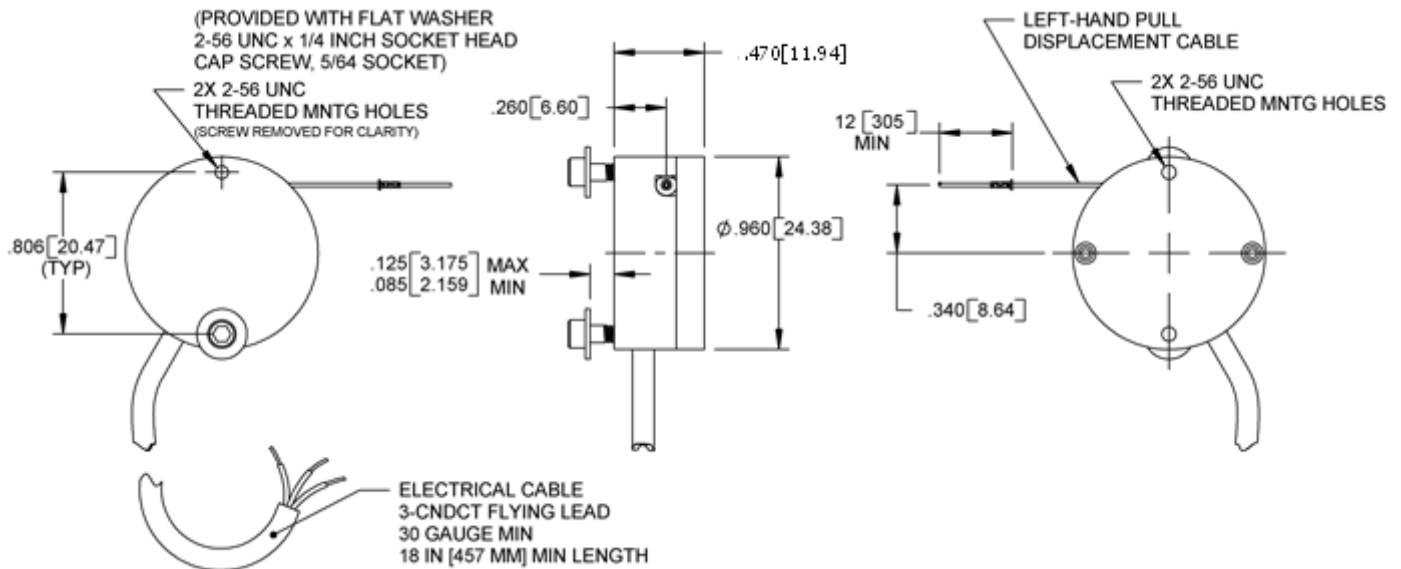 (PROVIDED WITH FLAT WASHER
2-56 UNC x 1/4 INCH SOCKET HEAD
CAP SCREW, 5/64 SOCKET)
2X 2-56 UNC
THREADED MNTG HOLES
(SCREW REMOVED FOR CLARITY)
.806[20.47]
(TYP)
.470[11.94]
.260[6.60]
.125[3.175] MAX
.085[2.159] MIN
Ø.960[24.38]
LEFT-HAND PULL
DISPLACEMENT CABLE
2X 2-56 UNC
THREADED MNTG HOLES
12 [305]
MIN
.340[8.64]
ELECTRICAL CABLE
3-CNDCT FLYING LEAD
30 GAUGE MIN
18 IN [457 MM] MIN LENGTH